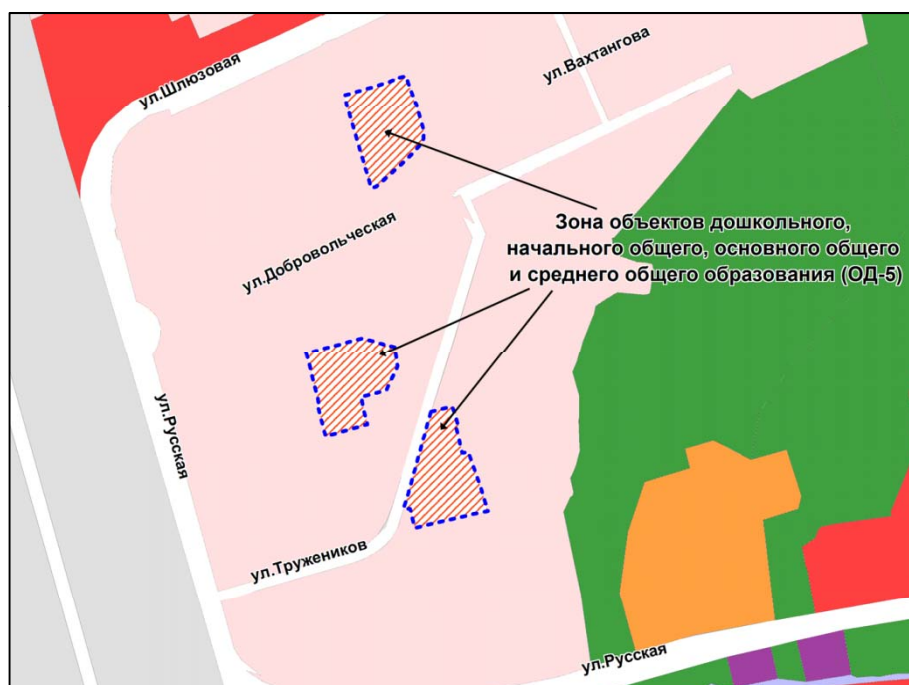 ул.Шлюзовая
ул.Вахтангова
Зона объектов дошкольного,
начального общего, основного общего
и среднего общего образования (ОД-5)
ул.Добровольческая
ул.Русская
ул.Тружеников
ул.Русская